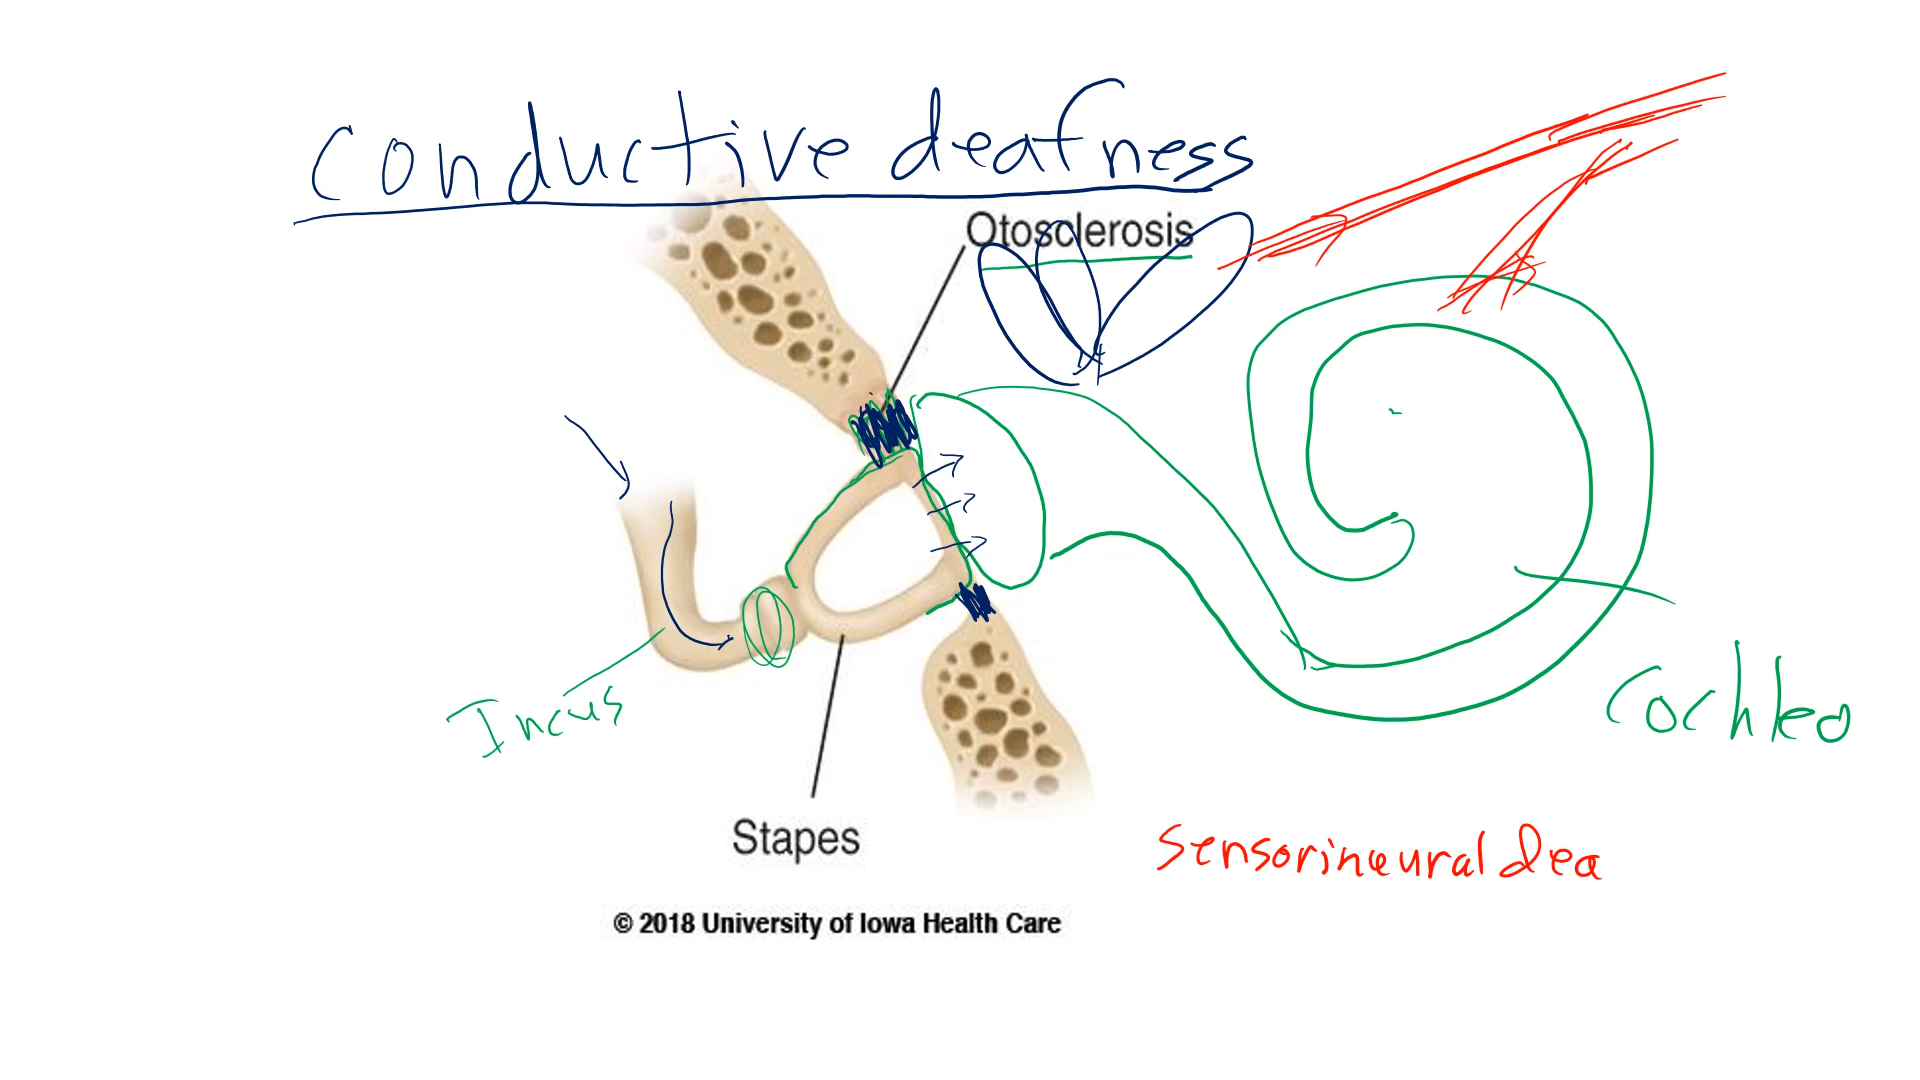 conductive deafness
Otosclerosis
Incus
Cochlea
Stapes
Sensorineural dea
© 2018 University of Iowa Health Care